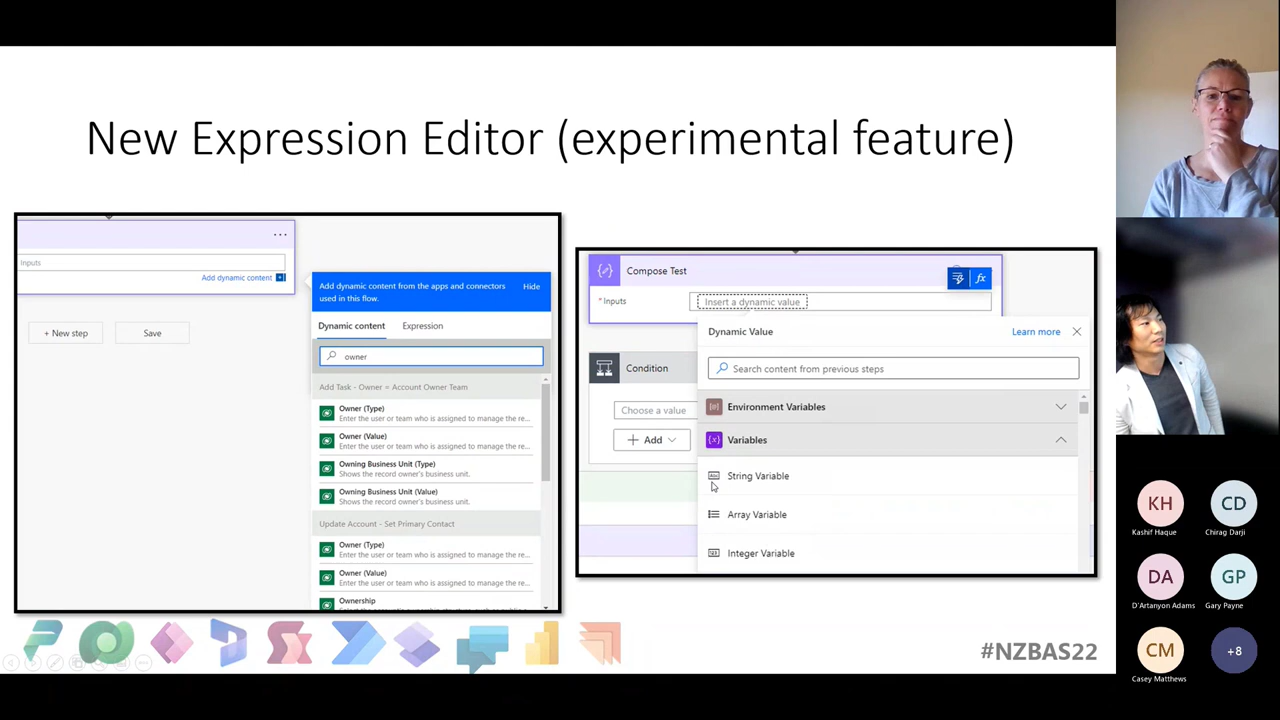 New Expression Editor (experimental feature)
...
Inputs
Add dynamic content
+ New step
Save
Add dynamic content from the apps and connectors
used in this flow.
Hide
Dynamic content
Expression
owner
Add Task - Owner = Account Owner Team
Owner (Type)
Enter the user or team who is assigned to manage the re...
Owner (Value)
Enter the user or team who is assigned to manage the re...
Owning Business Unit (Type)
Shows the record owner's business unit.
Owning Business Unit (Value)
Shows the record owner's business unit.
Update Account - Set Primary Contact
Owner (Type)
Enter the user or team who is assigned to manage the re...
Owner (Value)
Enter the user or team who is assigned to manage the re...
Ownership
Compose Test
fx
* Inputs
Insert a dynamic value
Dynamic Value
Learn more
Search content from previous steps
Condition
Choose a value
+ Add
Environment Variables
{x} Variables
Abc String Variable
Array Variable
123 Integer Variable
#NZBAS22
KH
Kashif Haque
CD
Chirag Darji
DA
D'Artanyon Adams
GP
Gary Payne
CM
Casey Matthews
+8